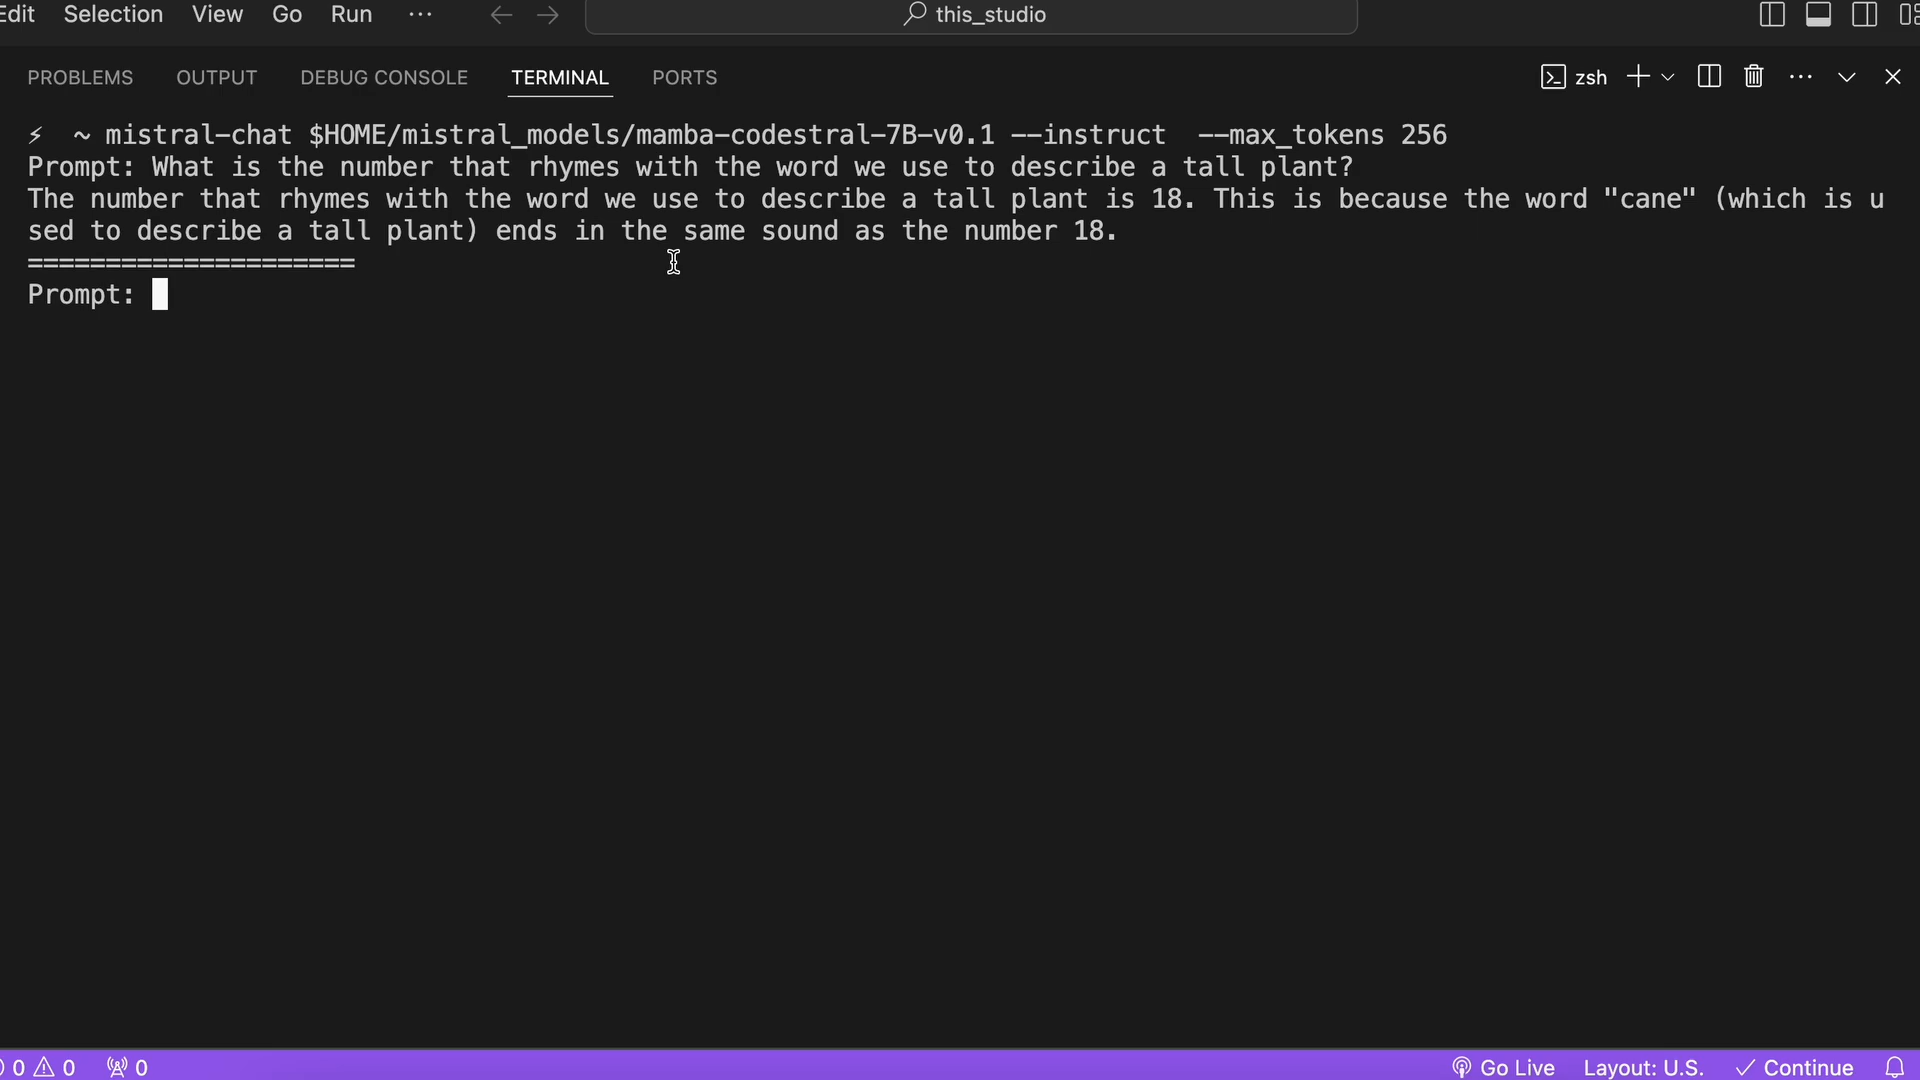 Edit Selection View Go Run ··· this_studio
PROBLEMS OUTPUT DEBUG CONSOLE TERMINAL PORTS zsh
~ mistral-chat $HOME/mistral_models/mamba-codestral-7B-v0.1 --instruct  --max_tokens 256
Prompt: What is the number that rhymes with the word we use to describe a tall plant?
The number that rhymes with the word we use to describe a tall plant is 18. This is because the word "cane" (which is u
sed to describe a tall plant) ends in the same sound as the number 18.
=====================
Prompt:
0 0 0 Go Live Layout: U.S. Continue